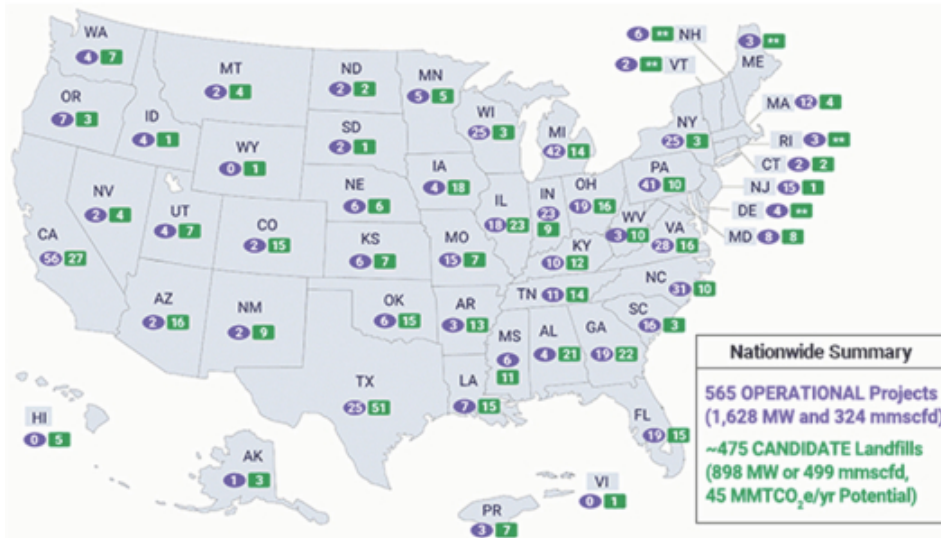 WA
4 7
OR
7 3
CA
56 27
NV
2 4
ID
4 1
MT
2 4
WY
0 1
UT
4 7
AZ
2 16
CO
2 15
NM
2 9
ND
2 2
SD
2 1
NE
6 6
KS
6 7
OK
6 15
TX
25 51
MN
5 5
IA
4 18
MO
15 7
AR
3 13
LA
7 15
WI
25 3
IL
18 23
MI
42 14
IN
23
9
OH
19 16
KY
10 12
TN 11 14
MS
6
11
AL
4 21
GA
19 22
FL
19 15
SC
16 3
NC
31 10
VA
28 16
WV
3 10
PA
41 10
NY
25 3
6 ** NH
2 ** VT
3 **
ME
MA 12 4
RI 3 **
CT 2 2
NJ 15 1
DE 4 **
MD 8 8
HI
0 5
AK
1 3
PR
3 7
VI
0 1
Nationwide Summary
565 OPERATIONAL Projects
(1,628 MW and 324 mmscfd)
~475 CANDIDATE Landfills
(898 MW or 499 mmscfd,
45 MMTCO₂e/yr Potential)